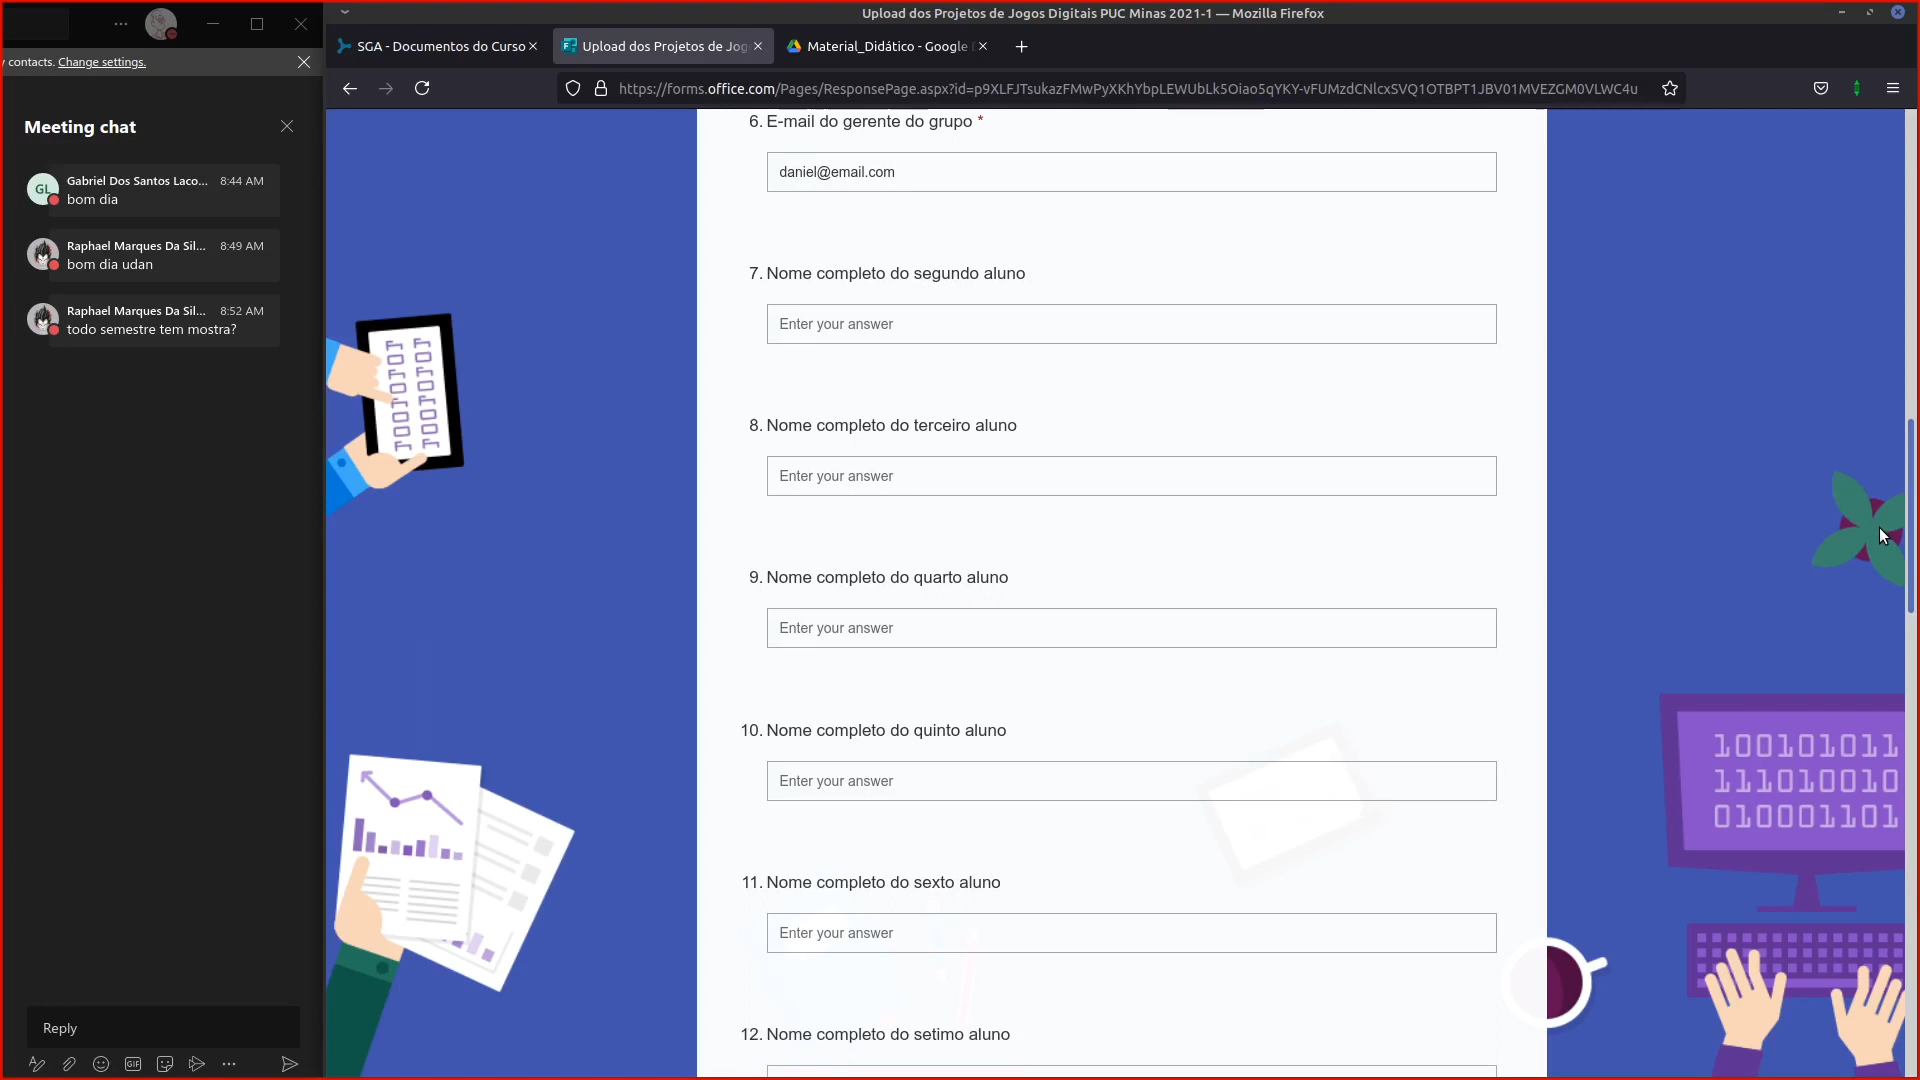 Upload dos Projetos de Jogos Digitais PUC Minas 2021-1 — Mozilla Firefox
SGA - Documentos do Curso
Upload dos Projetos de Jog
Material_Didático - Google
contacts. Change settings.
https://forms.office.com/Pages/ResponsePage.aspx?id=p9XLFJTsukazFMwPyXKhYbpLEWUbLk5Oiao5qYKY-vFUMzdCNlcxSVQ1OTBPT1JBV01MVEZGM0VLWC4u
Meeting chat
GL
Gabriel Dos Santos Laco... 8:44 AM
bom dia
Raphael Marques Da Sil... 8:49 AM
bom dia udan
Raphael Marques Da Sil... 8:52 AM
todo semestre tem mostra?
Reply
GIF
6. E-mail do gerente do grupo *
daniel@email.com
7. Nome completo do segundo aluno
Enter your answer
8. Nome completo do terceiro aluno
Enter your answer
9. Nome completo do quarto aluno
Enter your answer
10. Nome completo do quinto aluno
Enter your answer
11. Nome completo do sexto aluno
Enter your answer
12. Nome completo do setimo aluno
100101011
111010010
010001101